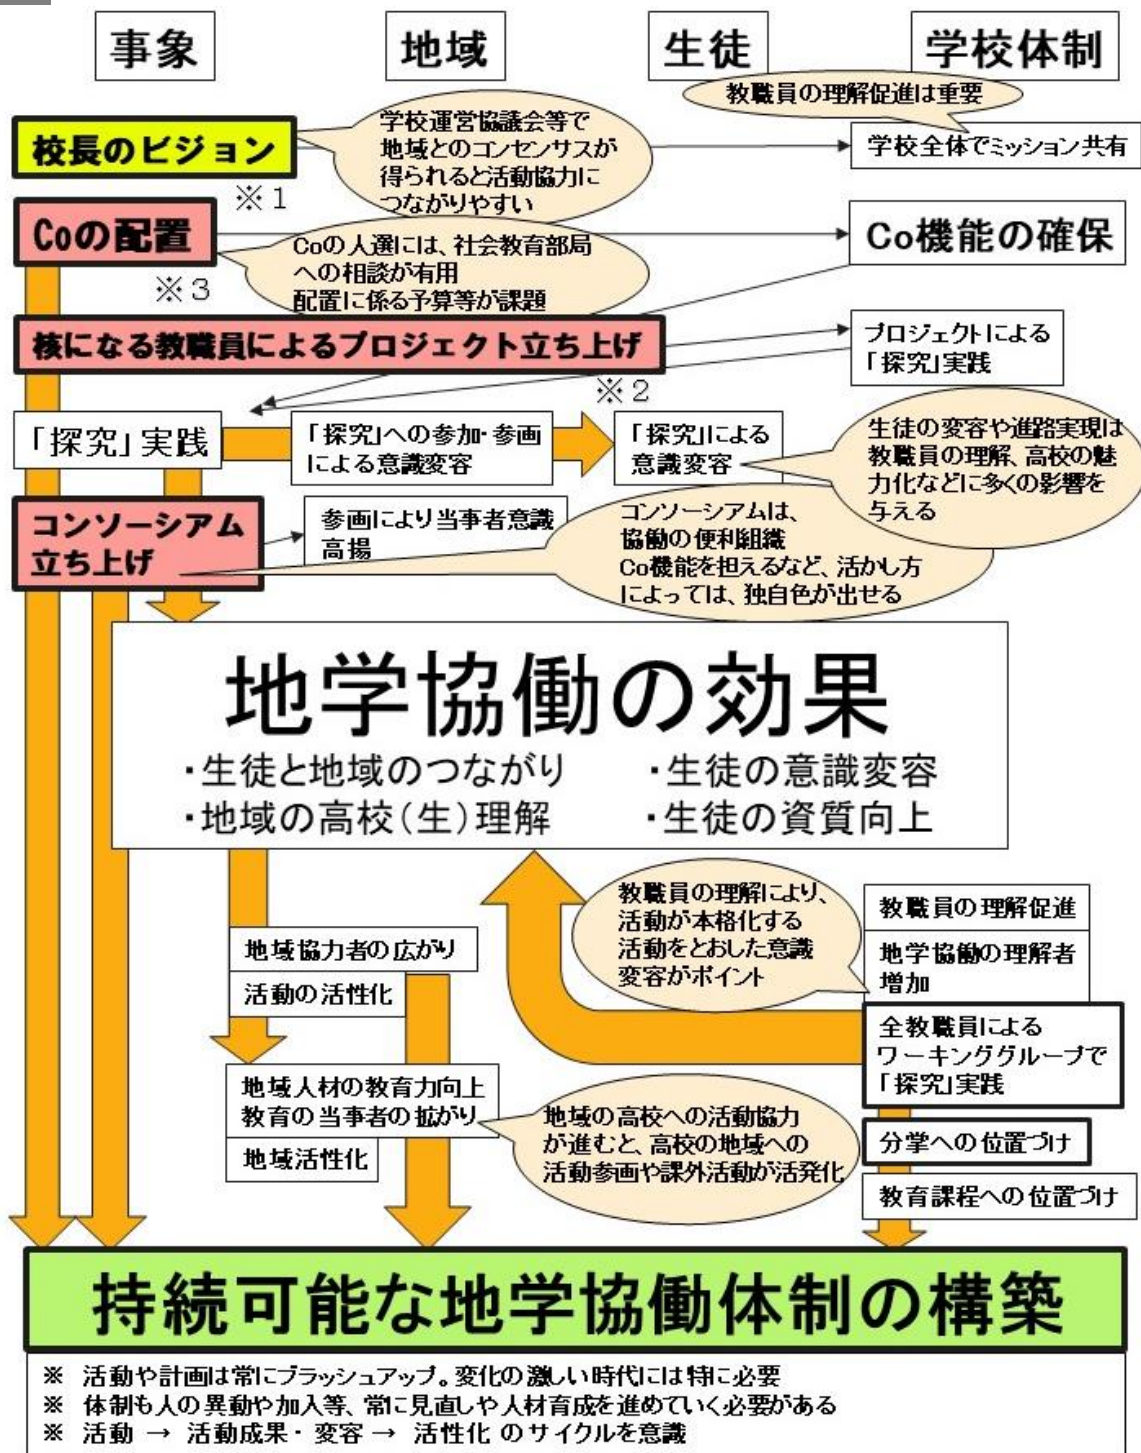 事象
地域
生徒
学校体制
教職員の理解促進は重要
校長のビジョン
※1
学校運営協議会等で
地域とのコンセンサスが
得られると活動協力に
つながりやすい
学校全体でミッション共有
Coの配置
※3
Coの人選には、社会教育部局
への相談が有用
配置に係る予算等が課題
Co機能の確保
核になる教職員によるプロジェクト立ち上げ
※2
プロジェクトによる
「探究」実践
「探究」実践
「探究」への参加・参画
による意識変容
「探究」による
意識変容
生徒の変容や進路実現は
教職員の理解、高校の魅
力化などに多くの影響を
与える
コンソーシアム
立ち上げ
参画により当事者意識
高揚
コンソーシアムは、
協働の便利組織
Co機能を担えるなど、活かし方
によっては、独自色が出せる
地学協働の効果
・生徒と地域のつながり
・生徒の意識変容
・地域の高校(生)理解
・生徒の資質向上
教職員の理解により、
活動が本格化する
活動をとおした意識
変容がポイント
教職員の理解促進
地学協働の理解者
増加
地域協力者の広がり
活動の活性化
全教職員による
ワーキンググループで
「探究」実践
地域人材の教育力向上
教育の当事者の拡がり
地域活性化
地域の高校への活動協力
が進むと、高校の地域への
活動参画や課外活動が活発化
分掌への位置づけ
教育課程への位置づけ
持続可能な地学協働体制の構築
※ 活動や計画は常にブラッシュアップ。変化の激しい時代には特に必要
※ 体制も人の異動や加入等、常に見直しや人材育成を進めていく必要がある
※ 活動 → 活動成果・変容 → 活性化 のサイクルを意識